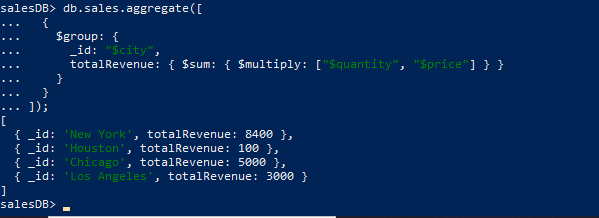 salesDB> db.sales.aggregate([
...   {
...     $group: {
...       _id: "$city",
...       totalRevenue: { $sum: { $multiply: ["$quantity", "$price"] } }
...     }
...   }
... ]);
[
  { _id: 'New York', totalRevenue: 8400 },
  { _id: 'Houston', totalRevenue: 100 },
  { _id: 'Chicago', totalRevenue: 5000 },
  { _id: 'Los Angeles', totalRevenue: 3000 }
]
salesDB>